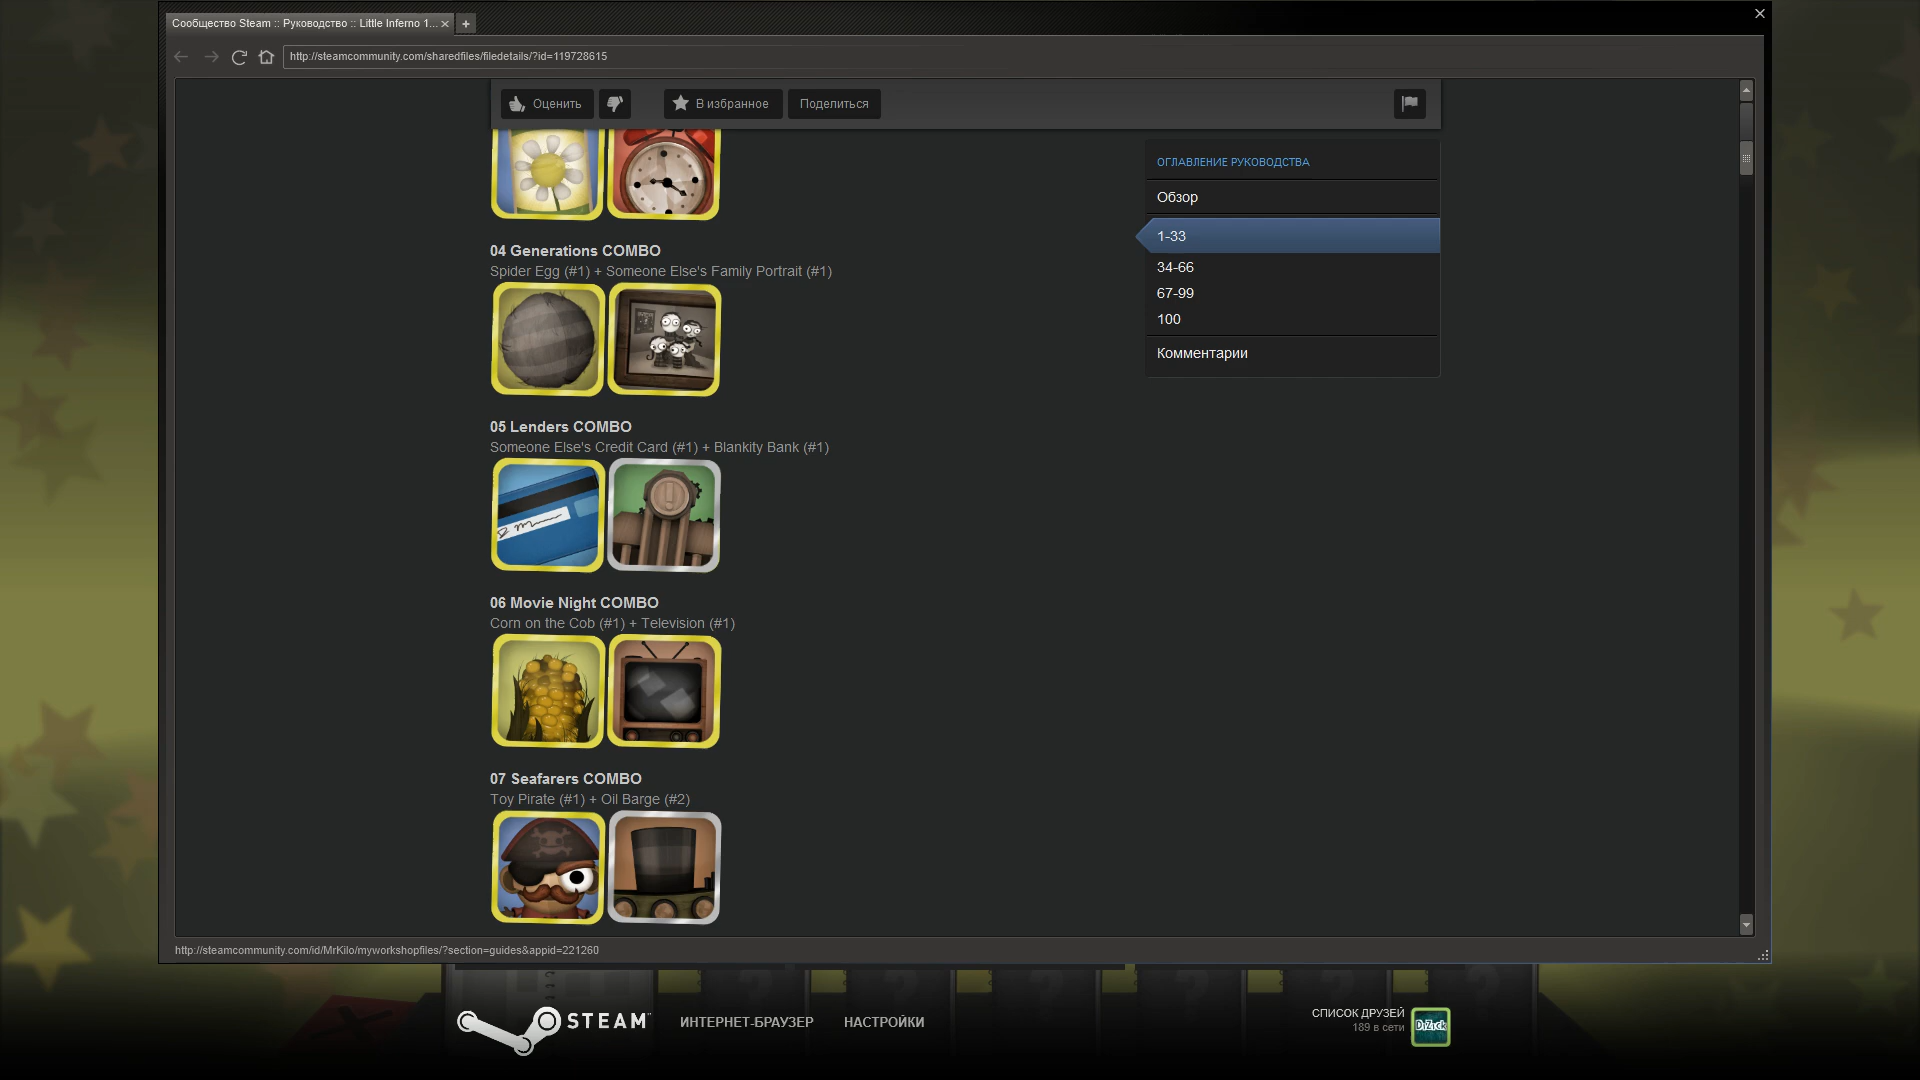 Сообщество Steam :: Руководство :: Little Inferno 1...
http://steamcommunity.com/sharedfiles/filedetails/?id=119728615
Оценить
В избранное
Поделиться
04 Generations COMBO
Spider Egg (#1) + Someone Else's Family Portrait (#1)
05 Lenders COMBO
Someone Else's Credit Card (#1) + Blankity Bank (#1)
06 Movie Night COMBO
Corn on the Cob (#1) + Television (#1)
07 Seafarers COMBO
Toy Pirate (#1) + Oil Barge (#2)
ОГЛАВЛЕНИЕ РУКОВОДСТВА
Обзор
1-33
34-66
67-99
100
Комментарии
http://steamcommunity.com/id/MrKilo/myworkshopfiles/?section=guides&appid=221260
STEAM
ИНТЕРНЕТ-БРАУЗЕР
НАСТРОЙКИ
СПИСОК ДРУЗЕЙ
189 в сети